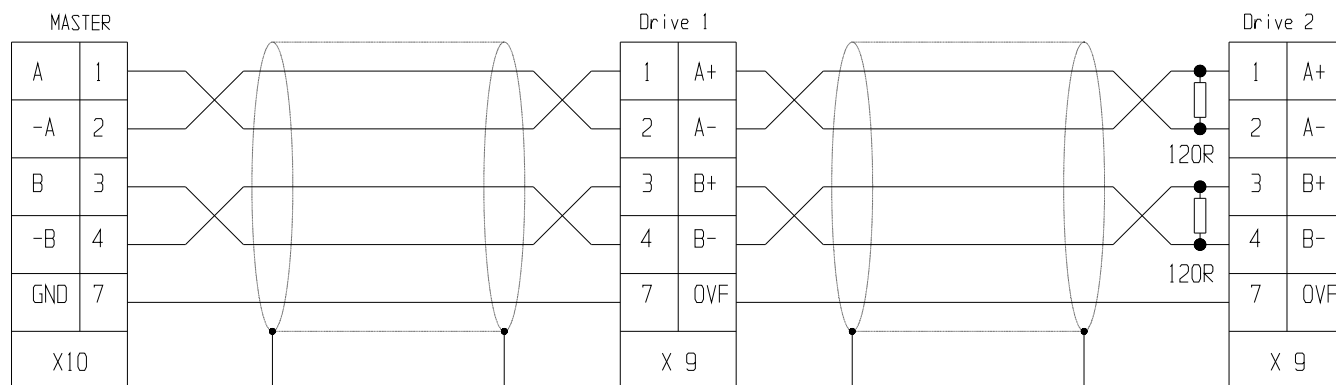 MASTER Drive 1 Drive 2
A 1 1 A+ 1 A+
-A 2 2 A- 2 A-
120R
B 3 3 B+ 3 B+
-B 4 4 B- 4 B-
120R
GND 7 7 0VF 7 0VF
X10 X 9 X 9